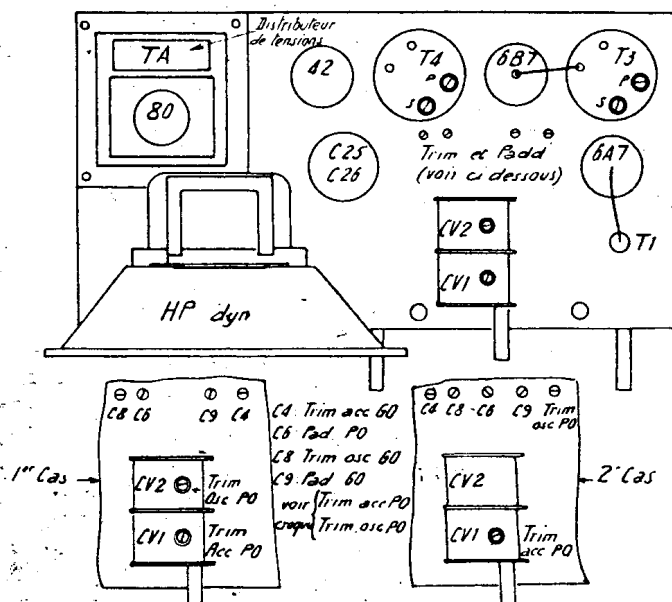 Distributeur
de tensions
TA
80
42
T4
P
S
6B7
T3
P
S
C25
C26
Trim et Padd
(voir ci dessous)
6A7
T1
CV2
CV1
HP dyn
C8 C6 C9 C4
1er Cas
CV2
Trim
Osc PO
CV1
Trim
Acc PO
C4 Trim acc GO
C6 Pad PO
C8 Trim osc GO
C9 Pad GO
voir Trim acc PO
croquis Trim osc PO
C4 C8 - C6 C9 Trim
osc PO
2e Cas
CV2
CV1
Trim
acc PO